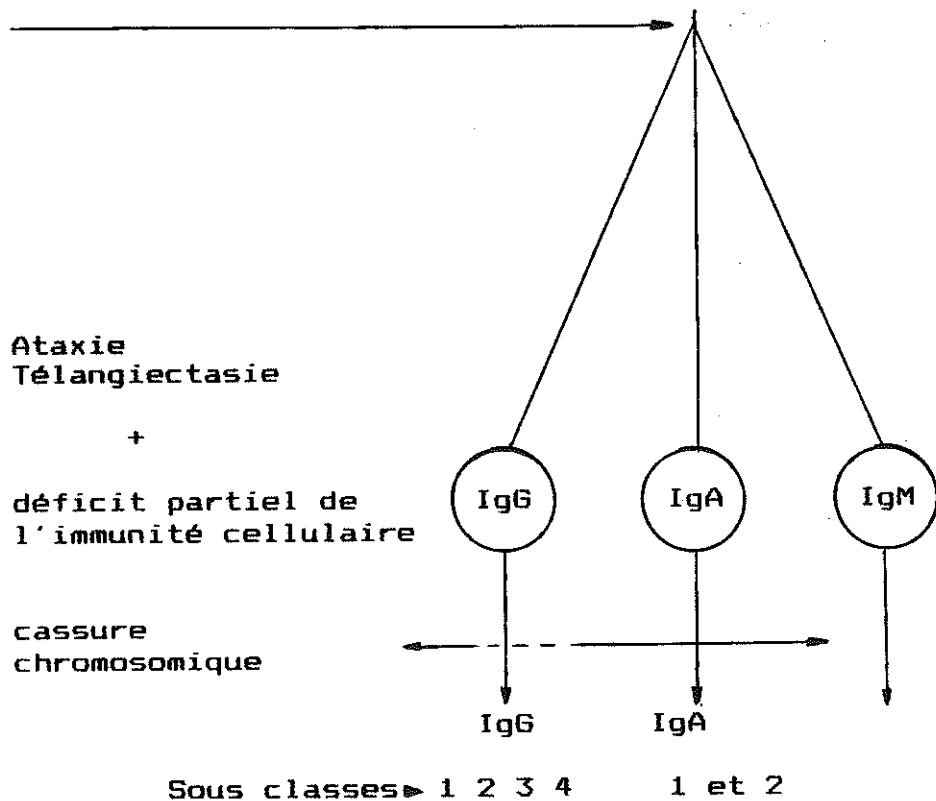 Ataxie
Télangiectasie
+
déficit partiel de
l'immunité cellulaire
IgG IgA IgM
cassure
chromosomique
IgG IgA
Sous classes► 1 2 3 4 1 et 2